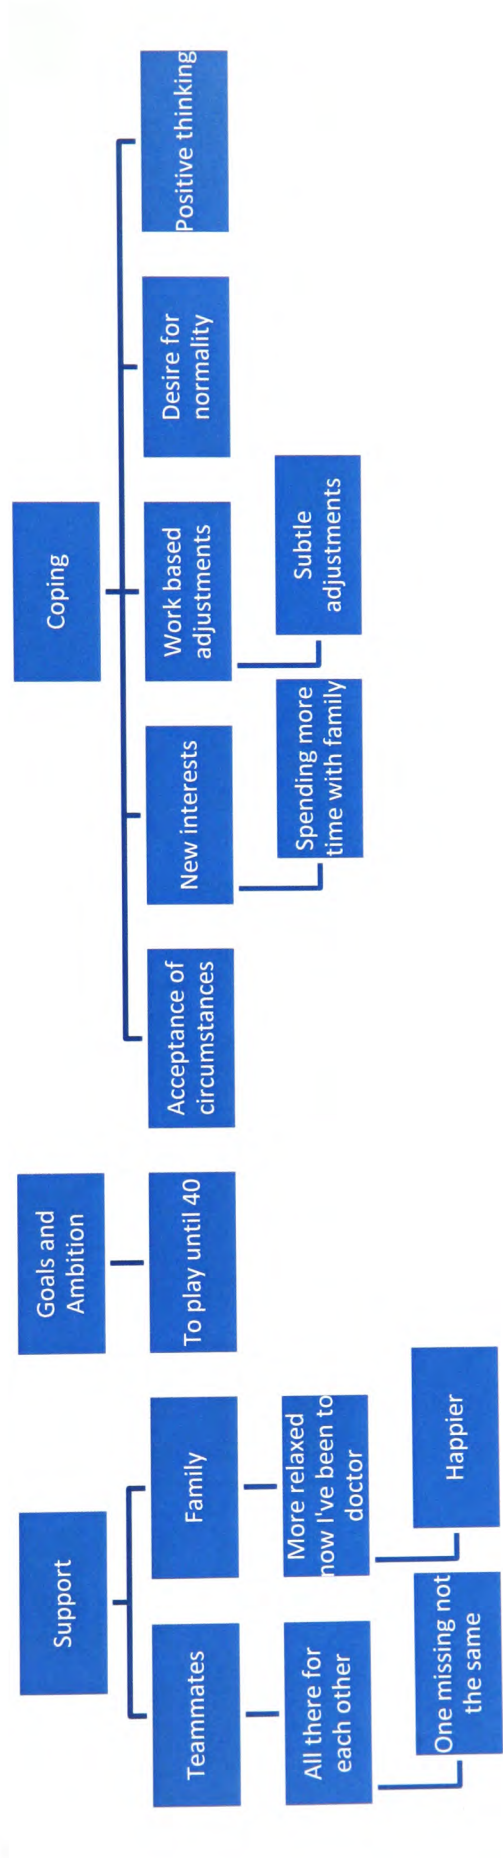 Support
Goals and
Ambition
Coping
Teammates
Family
To play until 40
Acceptance of
circumstances
New interests
Work based
adjustments
Desire for
normality
Positive thinking
All there for
each other
More relaxed
now I've been to
doctor
Spending more
time with family
Subtle
adjustments
One missing not
the same
Happier